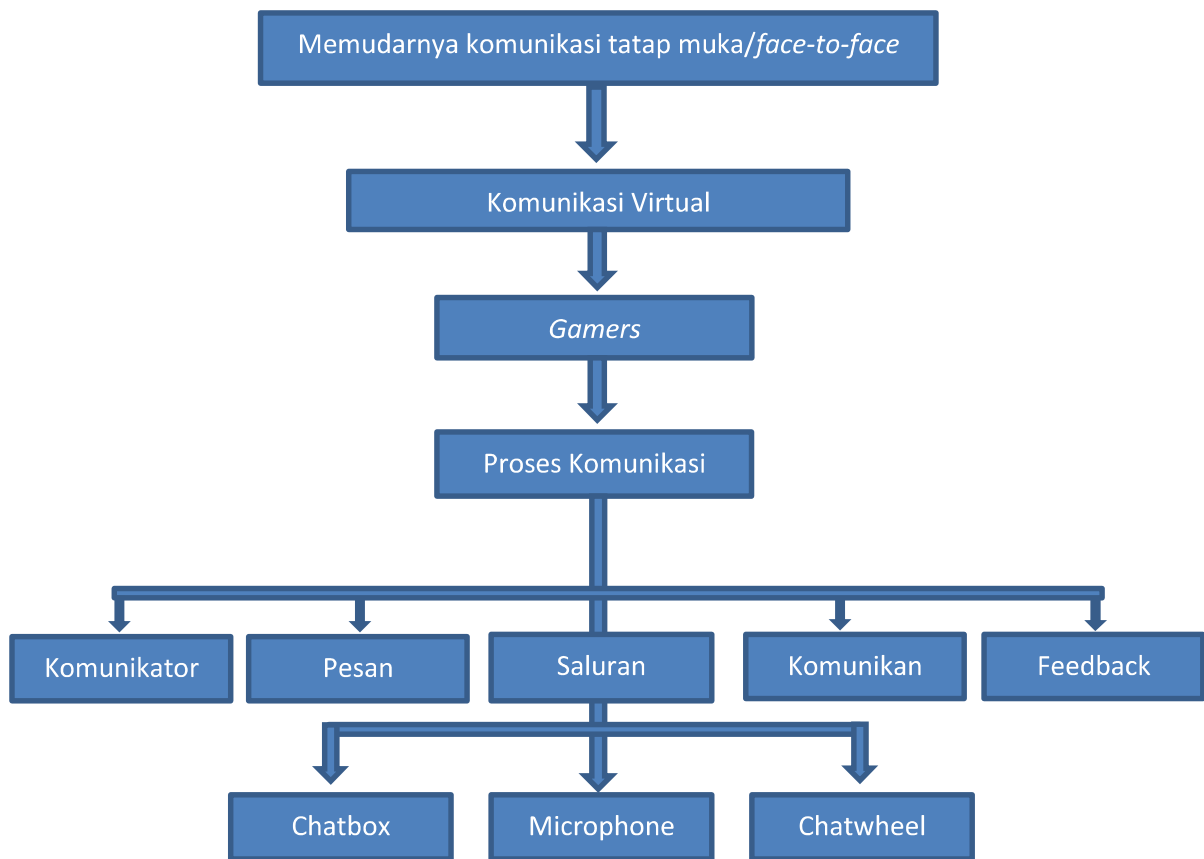 Memudarnya komunikasi tatap muka/face-to-face
Komunikasi Virtual
Gamers
Proses Komunikasi
Komunikator
Pesan
Saluran
Komunikan
Feedback
Chatbox
Microphone
Chatwheel